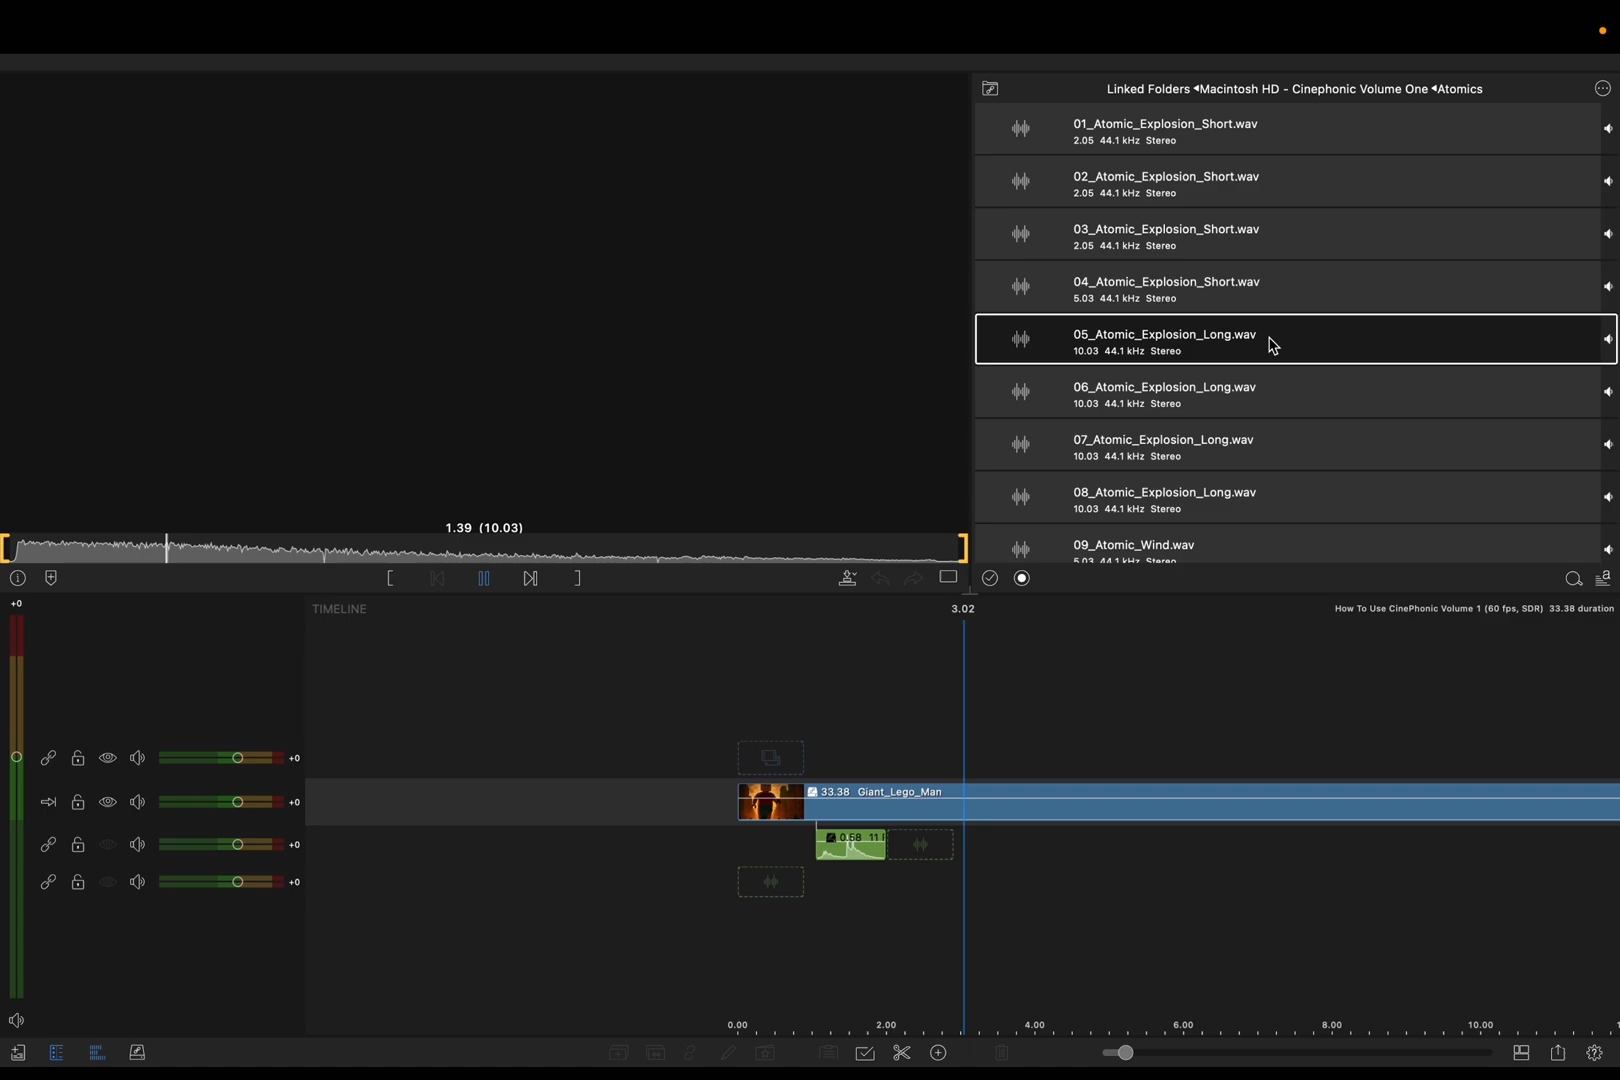 Linked Folders ◂Macintosh HD - Cinephonic Volume One ◂Atomics
01_Atomic_Explosion_Short.wav
2.05 44.1 kHz Stereo
02_Atomic_Explosion_Short.wav
2.05 44.1 kHz Stereo
03_Atomic_Explosion_Short.wav
2.05 44.1 kHz Stereo
04_Atomic_Explosion_Short.wav
5.03 44.1 kHz Stereo
05_Atomic_Explosion_Long.wav
10.03 44.1 kHz Stereo
06_Atomic_Explosion_Long.wav
10.03 44.1 kHz Stereo
07_Atomic_Explosion_Long.wav
10.03 44.1 kHz Stereo
08_Atomic_Explosion_Long.wav
10.03 44.1 kHz Stereo
09_Atomic_Wind.wav
5.03 44.1 kHz Stereo
1.39 (10.03)
+0
TIMELINE
3.02
How To Use CinePhonic Volume 1 (60 fps, SDR) 33.38 duration
+0
33.38 Giant_Lego_Man
+0
0.58 11
+0
+0
0.00 2.00 4.00 6.00 8.00 10.00